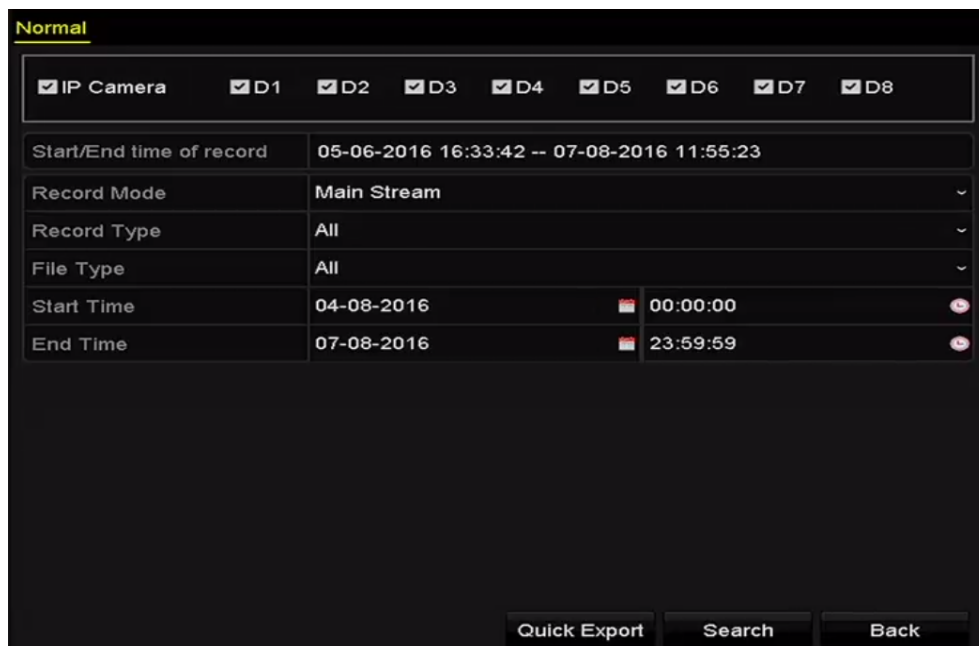 Normal
IP Camera D1 D2 D3 D4 D5 D6 D7 D8
Start/End time of record 05-06-2016 16:33:42 -- 07-08-2016 11:55:23
Record Mode Main Stream
Record Type All
File Type All
Start Time 04-08-2016 00:00:00
End Time 07-08-2016 23:59:59
Quick Export Search Back